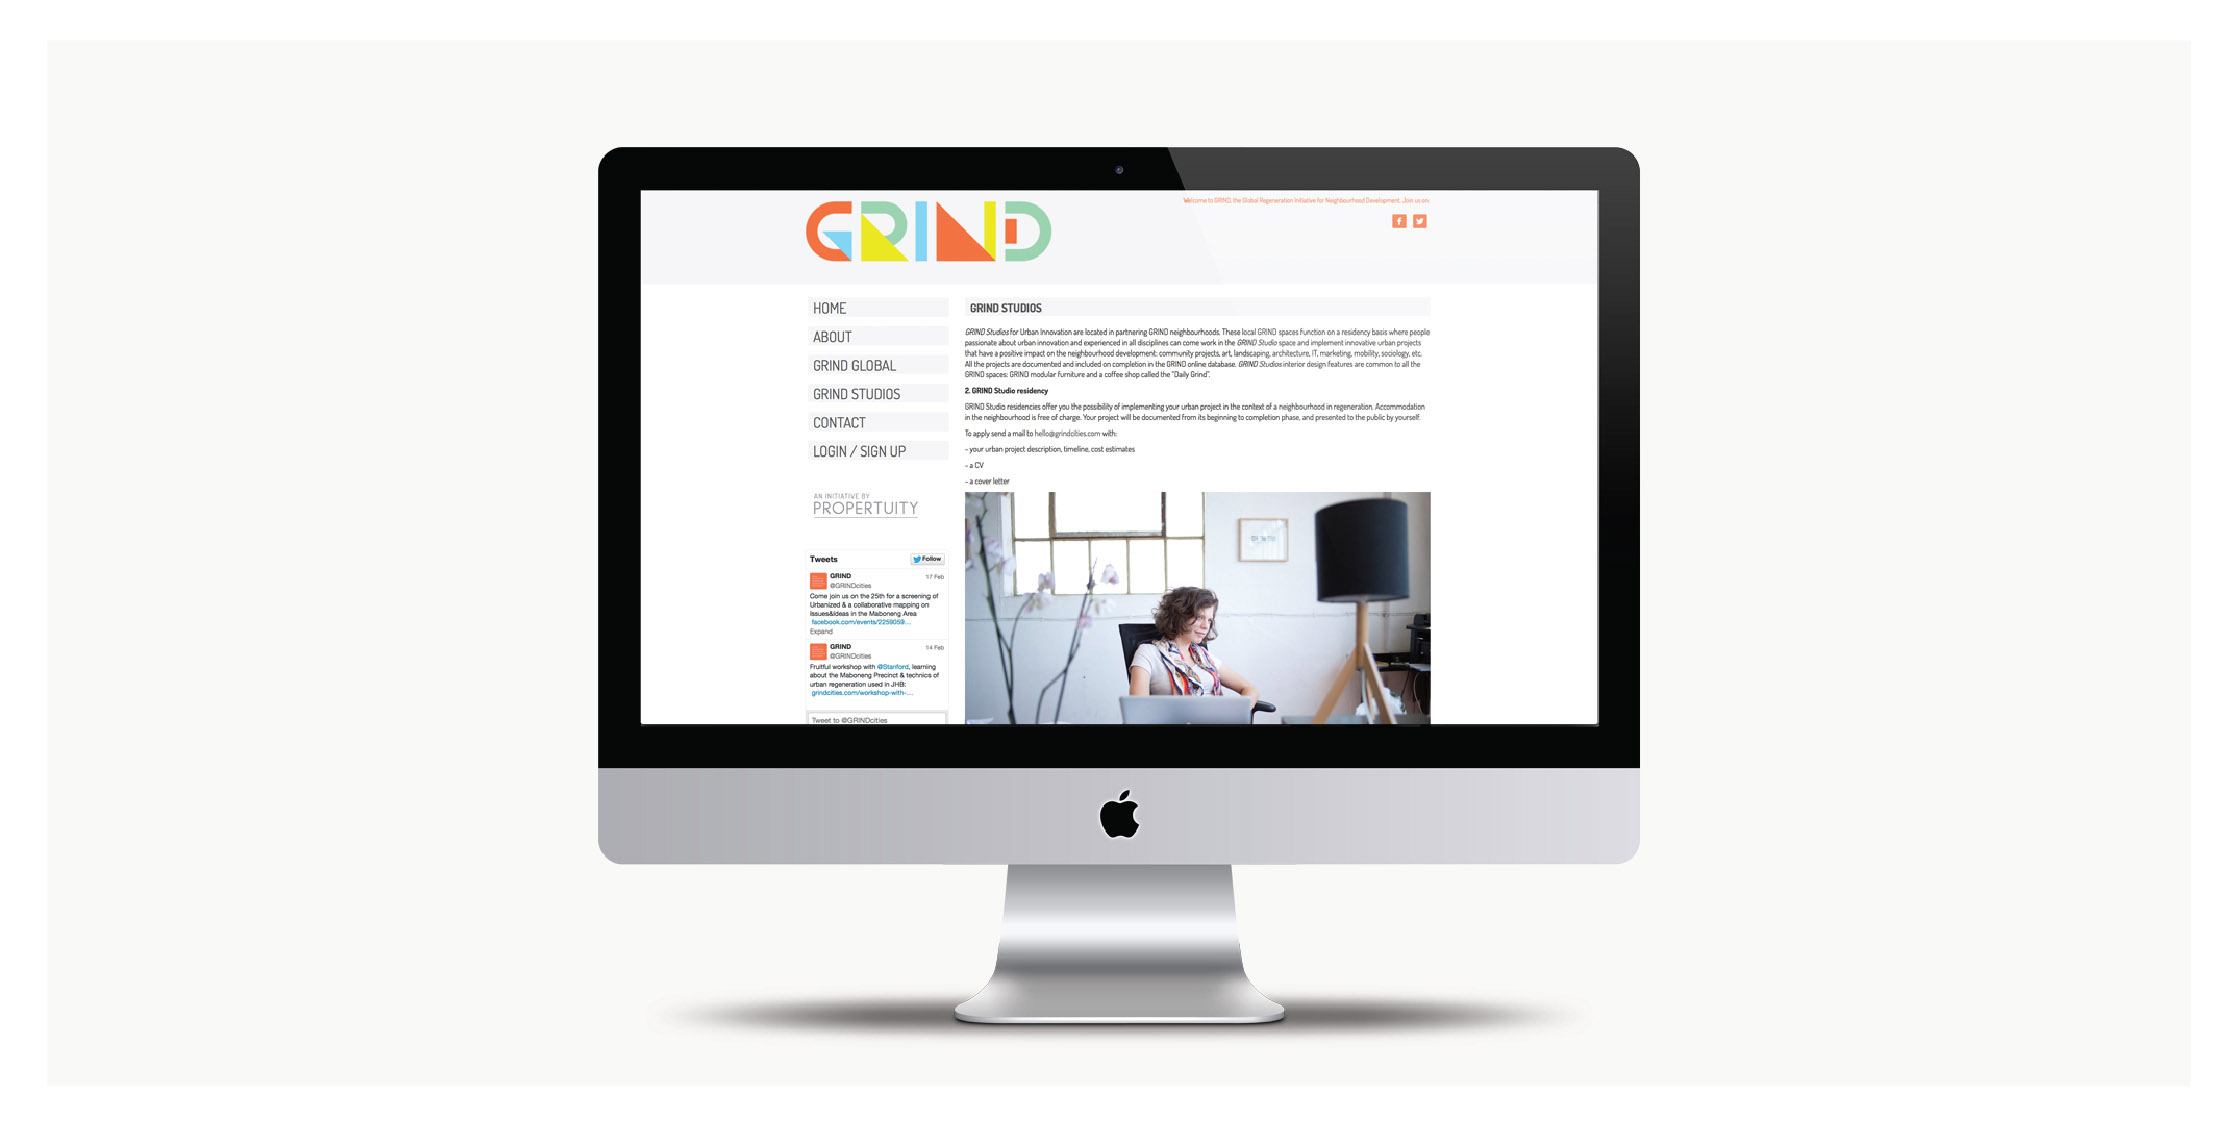 GRIND
Welcome to GRIND, the Global Regeneration Initiative for Neighbourhood Development. Join us on:
HOME
ABOUT
GRIND GLOBAL
GRIND STUDIOS
CONTACT
LOGIN / SIGN UP
AN INITIATIVE BY
PROPERTUITY
Tweets
Follow
GRIND
17 Feb
@GRINDcities
Come join us on the 25th for a screening of
Urbanized & a collaborative mapping on
Issues&Ideas in the Maboneng Area
facebook.com/events/225905...
Expand
GRIND
14 Feb
@GRINDcities
Fruitful workshop with @Stanford, learning
about the Maboneng Precinct & technics of
urban regeneration used in JHB:
grindcities.com/workshop-with-...
Tweet to @GRINDcities
GRIND STUDIOS
GRIND Studios for Urban Innovation are located in partnering GRIND neighbourhoods. These local GRIND spaces function on a residency basis where people
passionate about urban innovation and experienced in all disciplines can come work in the GRIND Studio space and implement innovative urban projects
that have a positive impact on the neighbourhood development: community projects, art, landscaping, architecture, IT, marketing, mobility, sociology, etc.
All the projects are documented and included on completion in the GRIND online database. GRIND Studios interior design features are common to all the
GRIND spaces: GRIND modular furniture and a coffee shop called the "Daily Grind".
2. GRIND Studio residency
GRIND Studio residencies offer you the possibility of implementing your urban project in the context of a neighbourhood in regeneration. Accommodation
in the neighbourhood is free of charge. Your project will be documented from its beginning to completion phase, and presented to the public by yourself.
To apply send a mail to hello@grindcities.com with:
- your urban project description, timeline, cost estimates
- a CV
- a cover letter